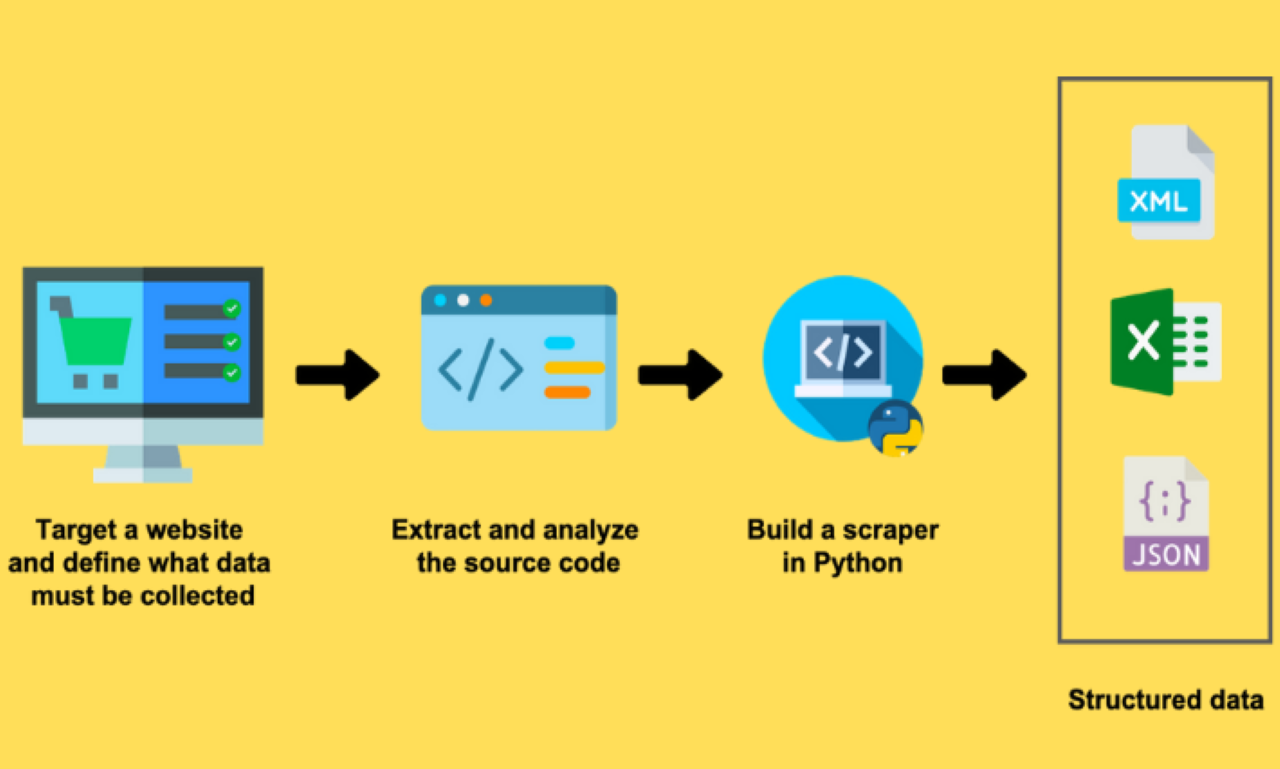 Target a website
and define what data
must be collected
</>
Extract and analyze
the source code
</>
Build a scraper
in Python
XML
X
{:}
JSON
Structured data